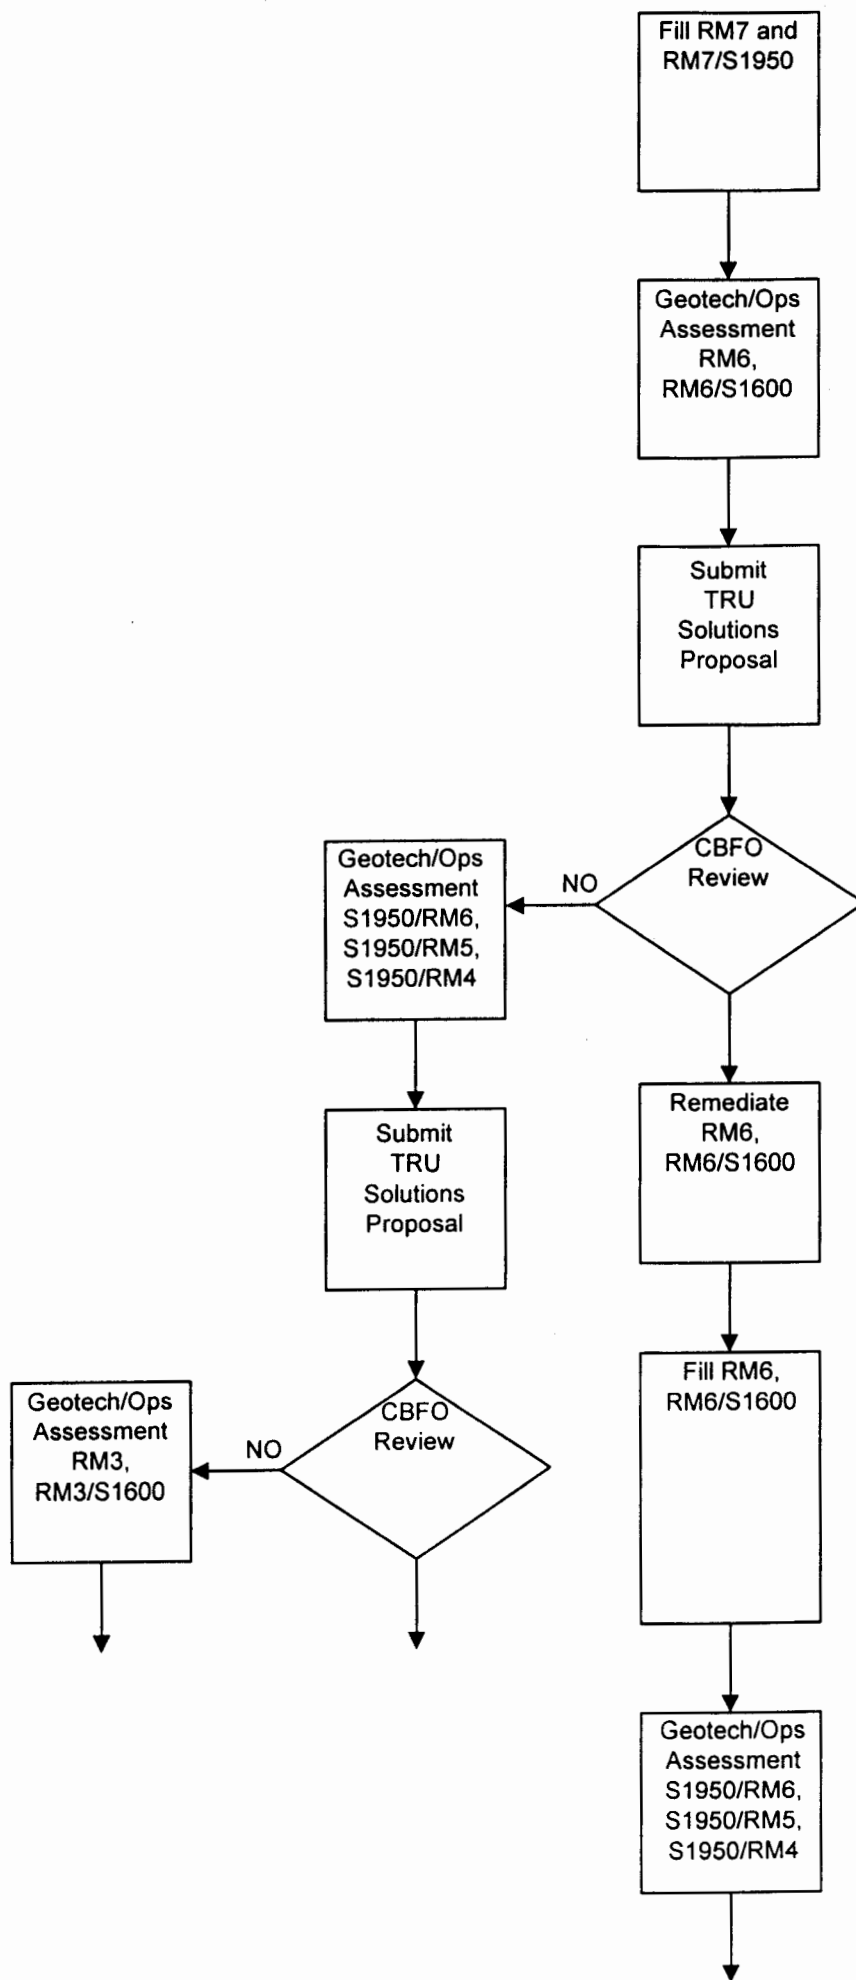 Fill RM7 and
RM7/S1950
Geotech/Ops
Assessment
RM6,
RM6/S1600
Submit
TRU
Solutions
Proposal
CBFO
Review
NO
Geotech/Ops
Assessment
S1950/RM6,
S1950/RM5,
S1950/RM4
Remediate
RM6,
RM6/S1600
Submit
TRU
Solutions
Proposal
Fill RM6,
RM6/S1600
CBFO
Review
NO
Geotech/Ops
Assessment
RM3,
RM3/S1600
Geotech/Ops
Assessment
S1950/RM6,
S1950/RM5,
S1950/RM4